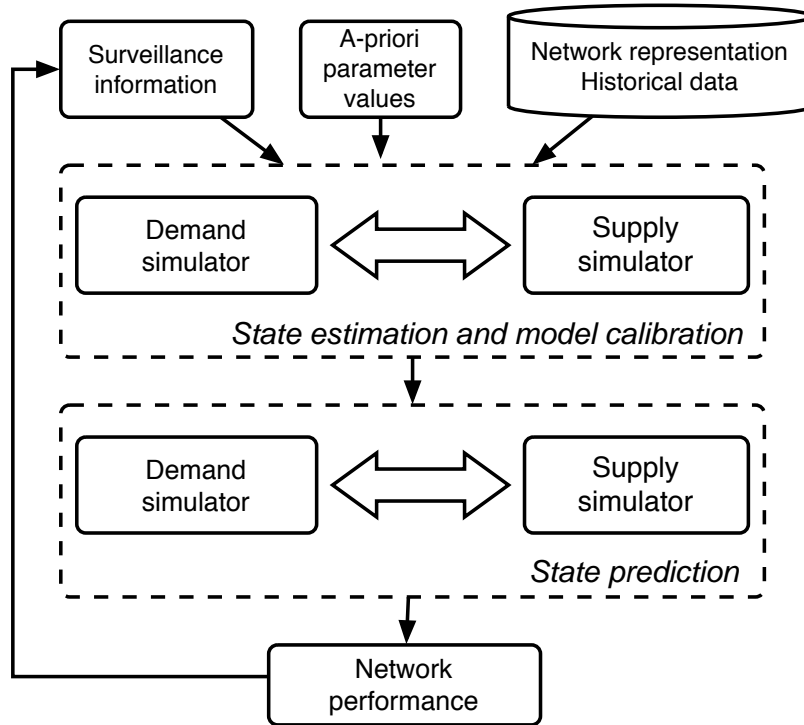 Surveillance
information
A-priori
parameter
values
Network representation
Historical data
Demand
simulator
Supply
simulator
State estimation and model calibration
Demand
simulator
Supply
simulator
State prediction
Network
performance